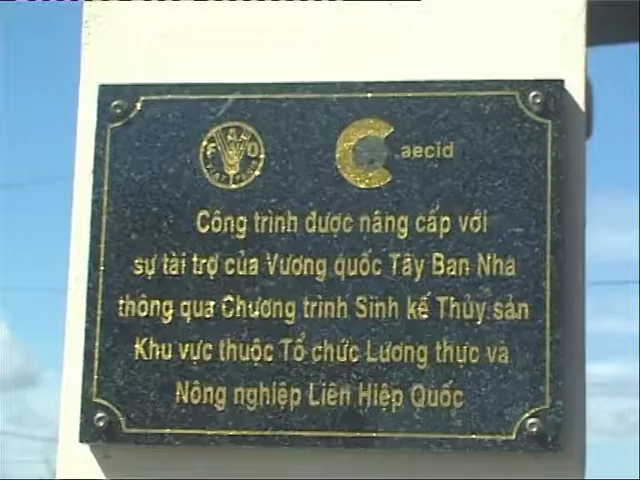 FAO
aecid
Công trình được nâng cấp với
sự tài trợ của Vương quốc Tây Ban Nha
thông qua Chương trình Sinh kế Thủy sản
Khu vực thuộc Tổ chức Lương thực và
Nông nghiệp Liên Hiệp Quốc